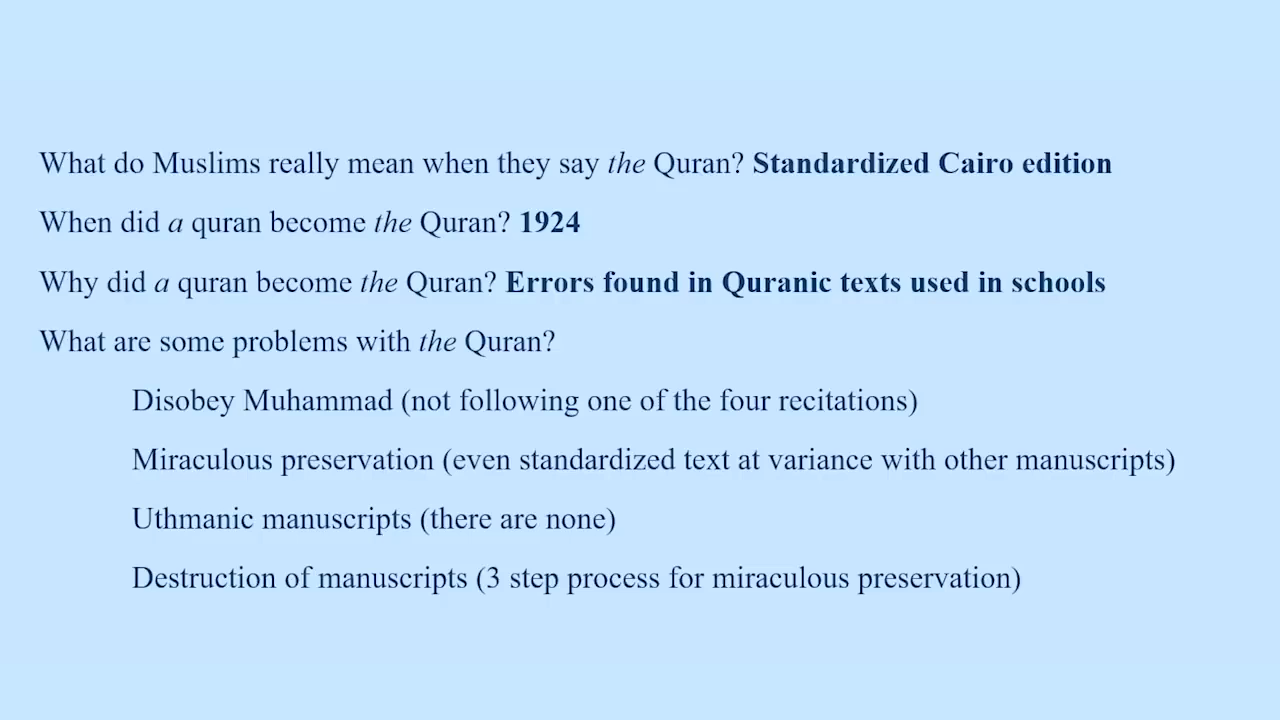 What do Muslims really mean when they say the Quran? Standardized Cairo edition
When did a quran become the Quran? 1924
Why did a quran become the Quran? Errors found in Quranic texts used in schools
What are some problems with the Quran?
Disobey Muhammad (not following one of the four recitations)
Miraculous preservation (even standardized text at variance with other manuscripts)
Uthmanic manuscripts (there are none)
Destruction of manuscripts (3 step process for miraculous preservation)